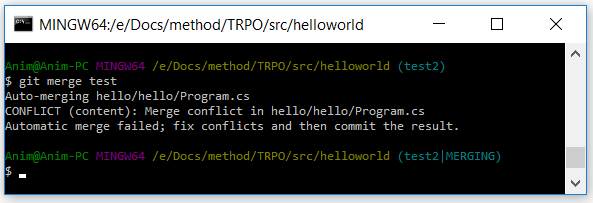 MINGW64:/e/Docs/method/TRPO/src/helloworld
Anim@Anim-PC MINGW64 /e/Docs/method/TRPO/src/helloworld (test2)
$ git merge test
Auto-merging hello/hello/Program.cs
CONFLICT (content): Merge conflict in hello/hello/Program.cs
Automatic merge failed; fix conflicts and then commit the result.
Anim@Anim-PC MINGW64 /e/Docs/method/TRPO/src/helloworld (test2|MERGING)
$